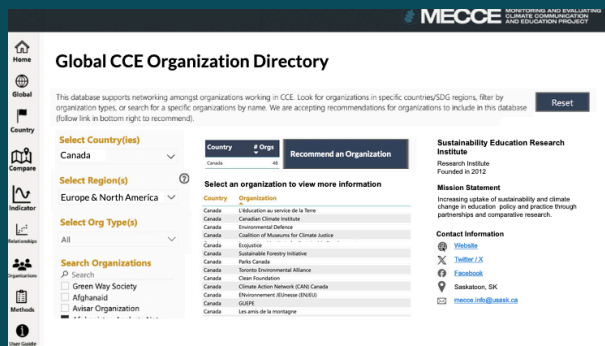 MECCE
MONITORING AND EVALUATING
CLIMATE COMMUNICATION
AND EDUCATION PROJECT
Home
Global
Country
Compare
Indicator
Relationships
Organizations
Methods
User Guide
Global CCE Organization Directory
This database supports networking amongst organizations working in CCE. Look for organizations in specific countries/SDG regions, filter by
organization types, or search for a specific organizations by name. We are accepting recommendations for organizations to include in this database
(follow link in bottom right to recommend).
Reset
Select Country(ies)
Canada
Select Region(s)
Europe & North America
Select Org Type(s)
All
Search Organizations
Search
Green Way Society
Afghanaid
Avisar Organization
Country # Orgs
Canada 48
Recommend an Organization
Select an organization to view more information
Country Organization
Canada L'éducation au service de la Terre
Canada Canadian Climate Institute
Canada Environmental Defence
Canada Coalition of Museums for Climate Justice
Canada Ecojustice
Canada Sustainable Forestry Initiative
Canada Parks Canada
Canada Toronto Environmental Alliance
Canada Clean Foundation
Canada Climate Action Network (CAN) Canada
Canada ENvironnement JEUnesse (ENJEU)
Canada GUEPE
Canada Les amis de la montagne
Sustainability Education Research
Institute
Research Institute
Founded in 2012
Mission Statement
Increasing uptake of sustainability and climate
change in education policy and practice through
partnerships and comparative research.
Contact Information
Website
Twitter / X
Facebook
Saskatoon, SK
mecce.info@usask.ca